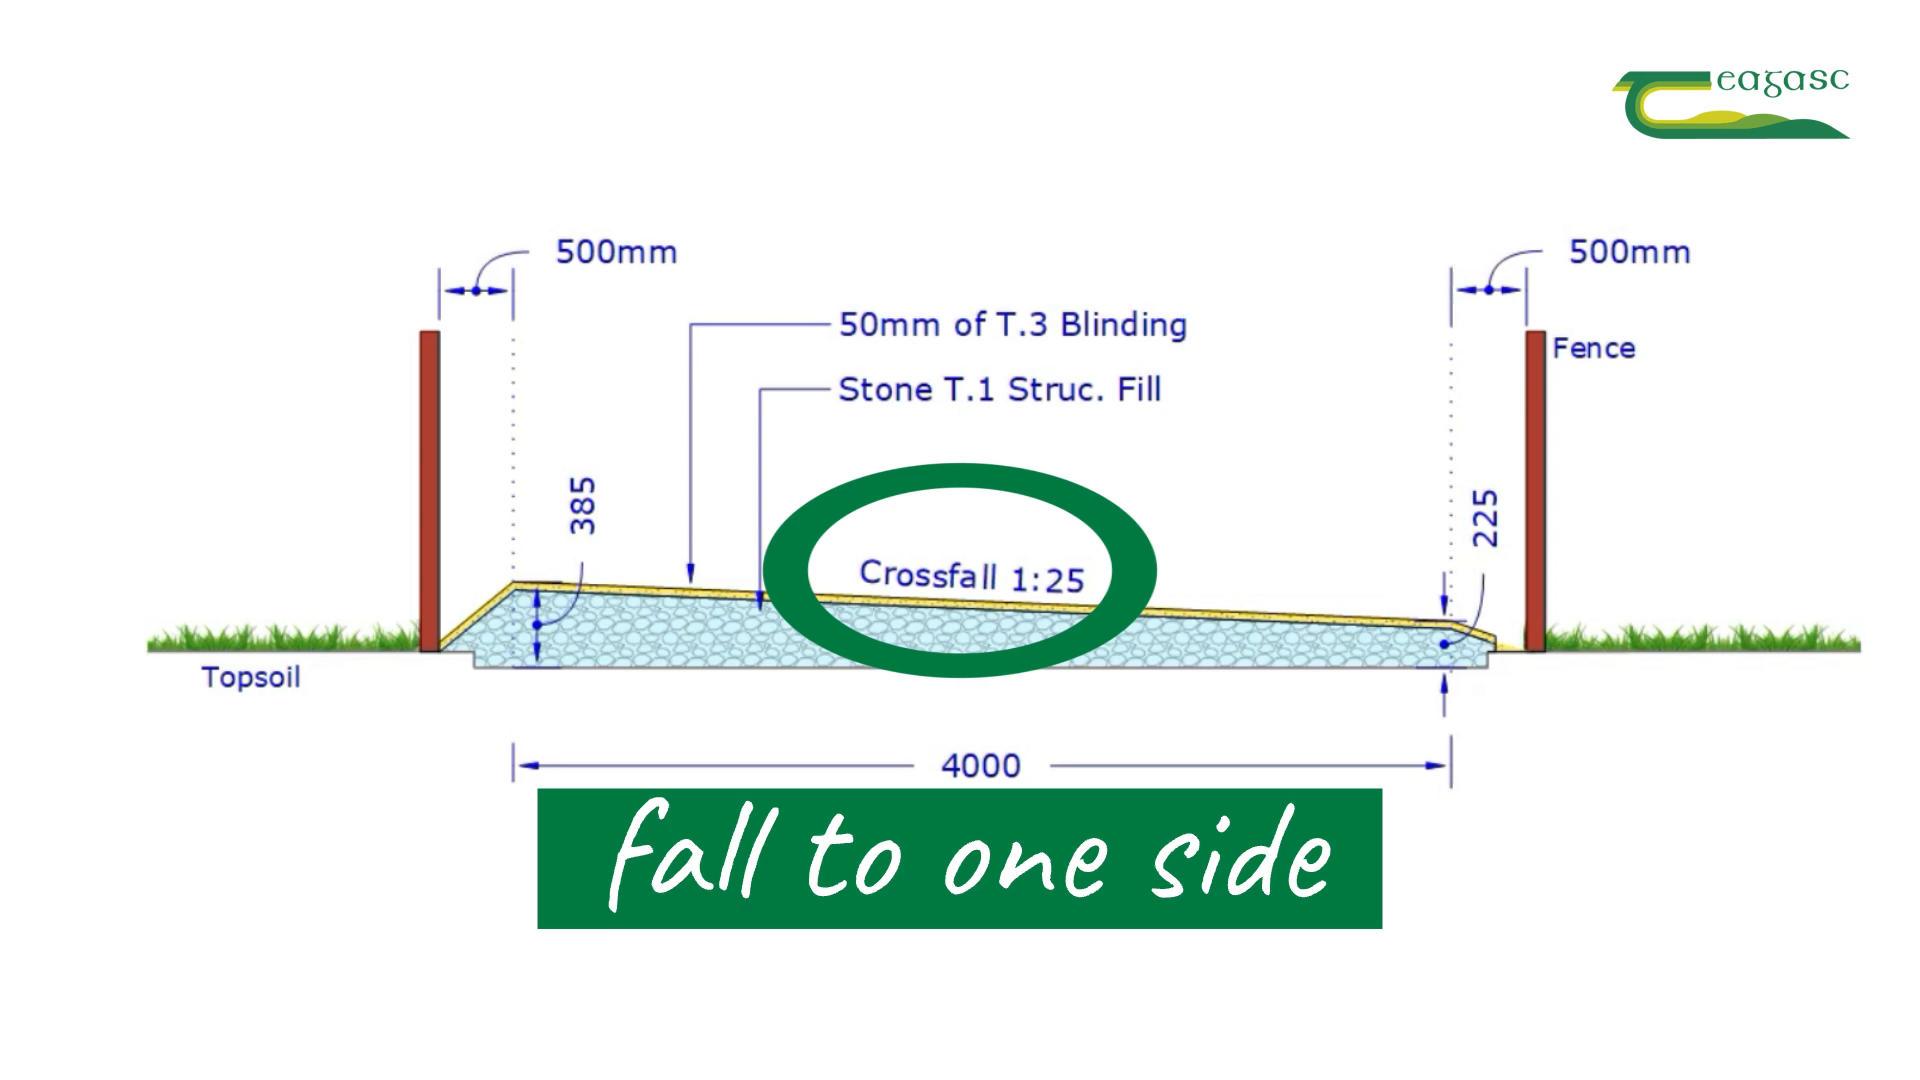 eagasc
500mm
500mm
50mm of T.3 Blinding
Fence
Stone T.1 Struc. Fill
385
225
Crossfall 1:25
Topsoil
4000
fall to one side